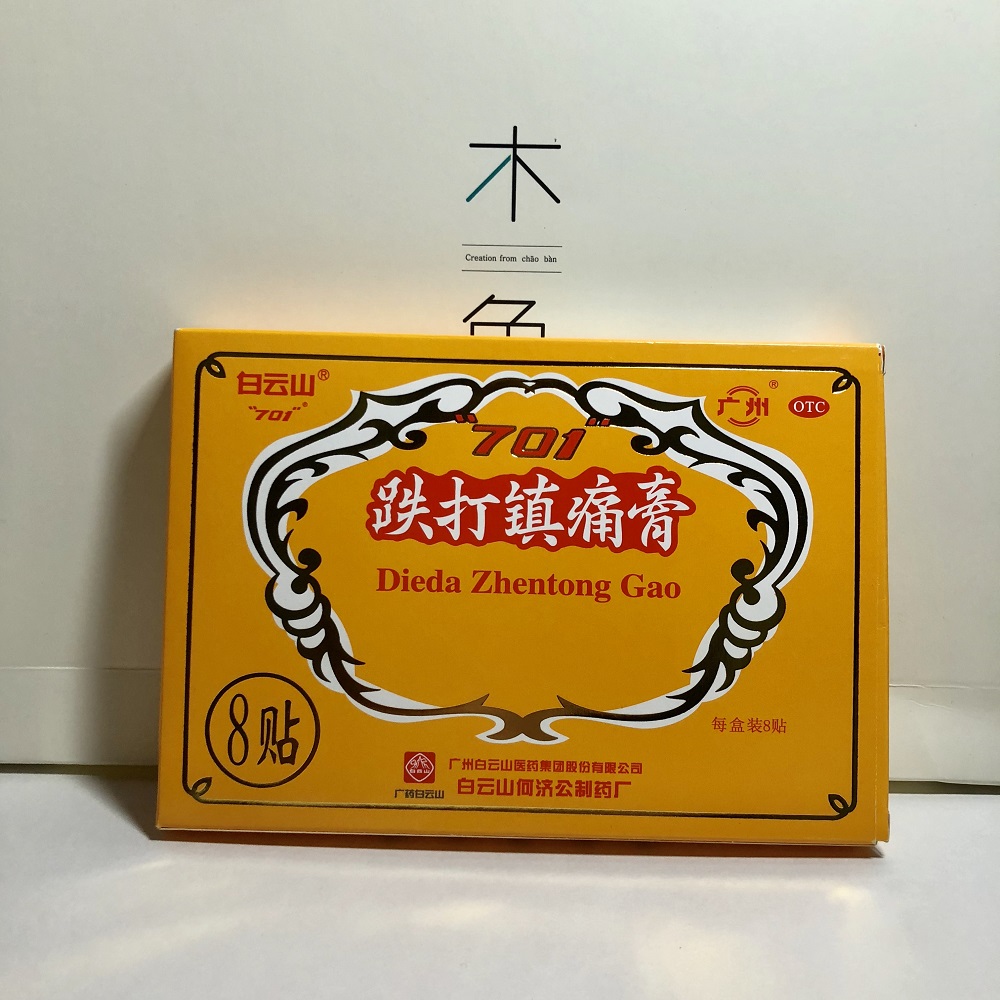 木
Creation from chāo bàn
白云山®
"701"®
广州®
OTC
"701"
跌打镇痛膏
Dieda Zhentong Gao
8贴
每盒装8贴
广药白云山
广州白云山医药集团股份有限公司
白云山何济公制药厂